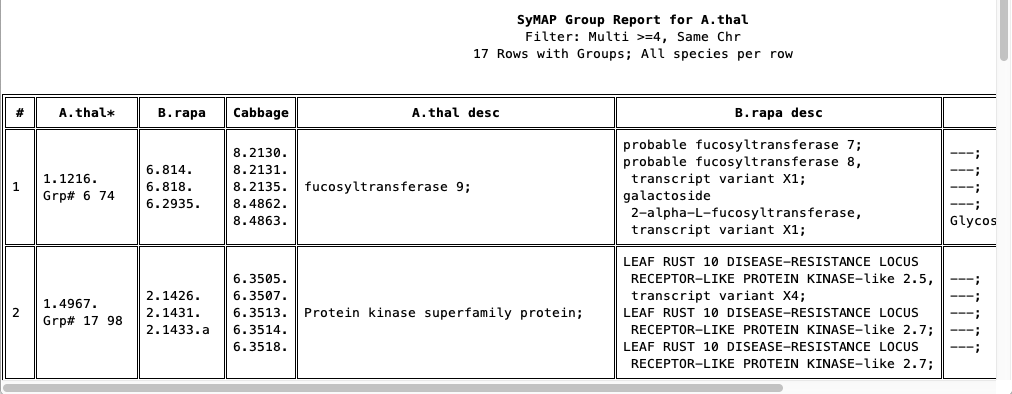 SyMAP Group Report for A.thal
Filter: Multi >=4, Same Chr
17 Rows with Groups; All species per row
# A.thal* B.rapa Cabbage A.thal desc B.rapa desc
1
1.1216.
Grp# 6 74
6.814.
6.818.
6.2935.
8.2130.
8.2131.
8.2135.
8.4862.
8.4863.
fucosyltransferase 9;
probable fucosyltransferase 7;
probable fucosyltransferase 8,
transcript variant X1;
galactoside
2-alpha-L-fucosyltransferase,
transcript variant X1;
---;
---;
---;
---;
Glycos
2
1.4967.
Grp# 17 98
2.1426.
2.1431.
2.1433.a
6.3505.
6.3507.
6.3513.
6.3514.
6.3518.
Protein kinase superfamily protein;
LEAF RUST 10 DISEASE-RESISTANCE LOCUS
RECEPTOR-LIKE PROTEIN KINASE-like 2.5,
transcript variant X4;
LEAF RUST 10 DISEASE-RESISTANCE LOCUS
RECEPTOR-LIKE PROTEIN KINASE-like 2.7;
LEAF RUST 10 DISEASE-RESISTANCE LOCUS
RECEPTOR-LIKE PROTEIN KINASE-like 2.7;
---;
---;
---;
---;
---;